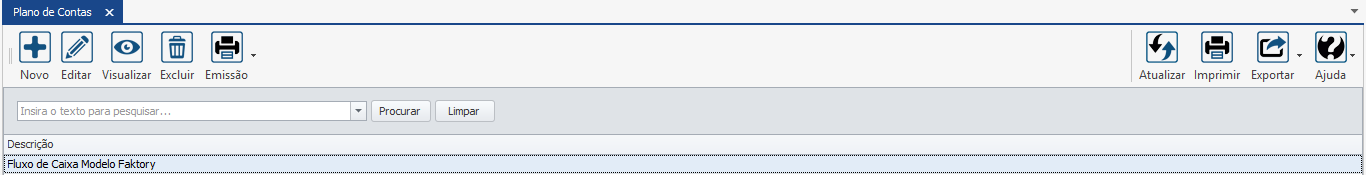 Plano de Contas
Novo Editar Visualizar Excluir Emissão Atualizar Imprimir Exportar Ajuda
Insira o texto para pesquisar... Procurar Limpar
Descrição
Fluxo de Caixa Modelo Faktory